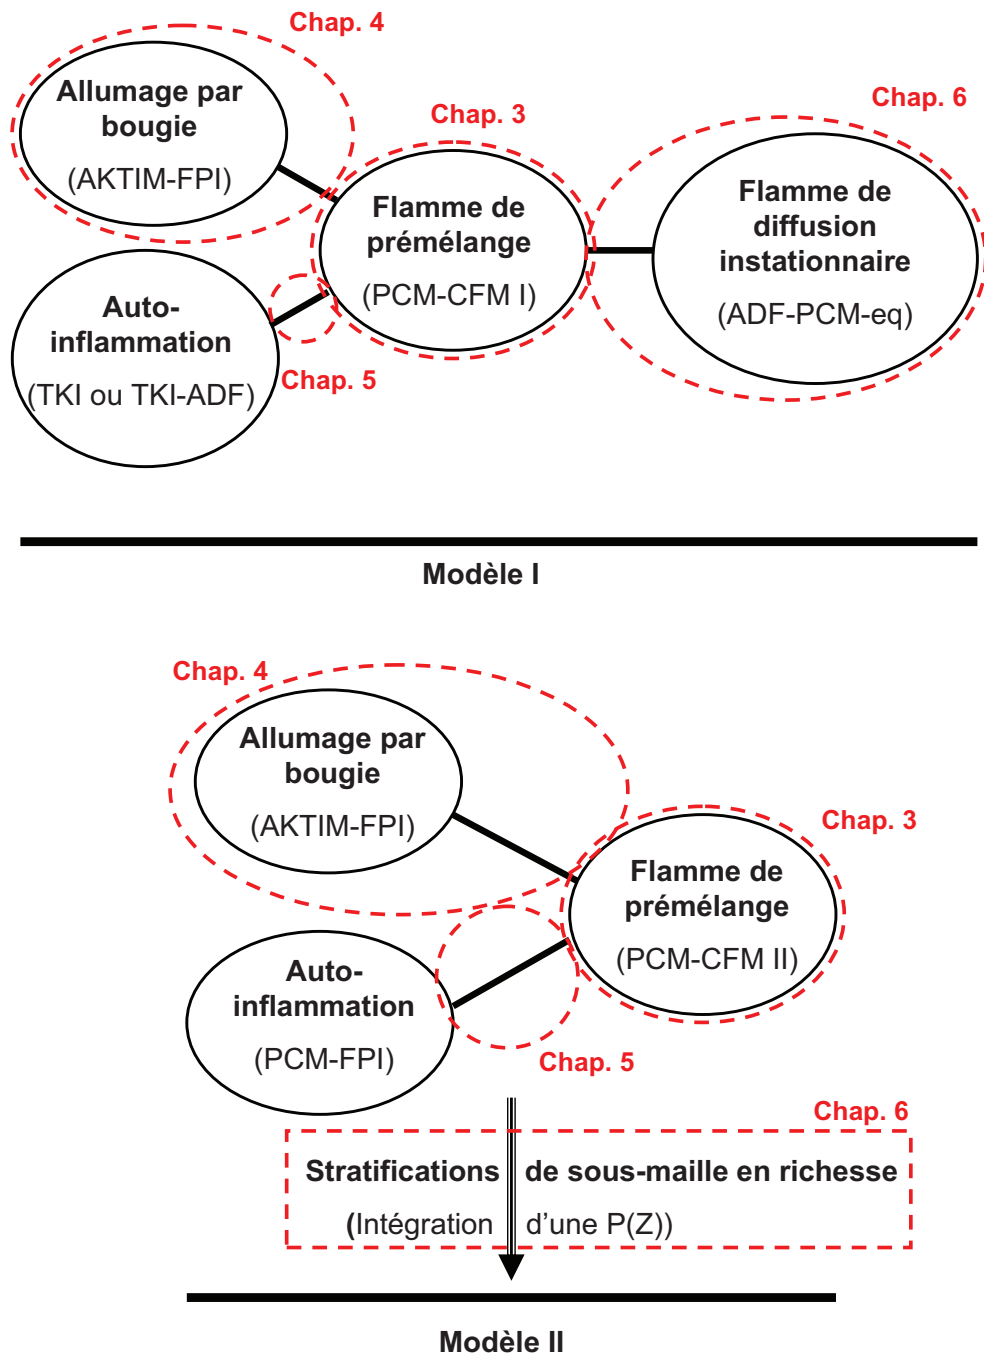 Chap. 4
Allumage par
bougie
(AKTIM-FPI)
Chap. 3
Flamme de
prémélange
(PCM-CFM I)
Chap. 6
Flamme de
diffusion
instationnaire
(ADF-PCM-eq)
Auto-
inflammation
(TKI ou TKI-ADF)
Chap. 5
Modèle I
Chap. 4
Allumage par
bougie
(AKTIM-FPI)
Chap. 3
Flamme de
prémélange
(PCM-CFM II)
Auto-
inflammation
(PCM-FPI)
Chap. 5
Chap. 6
Stratifications de sous-maille en richesse
(Intégration d’une P(Z))
Modèle II